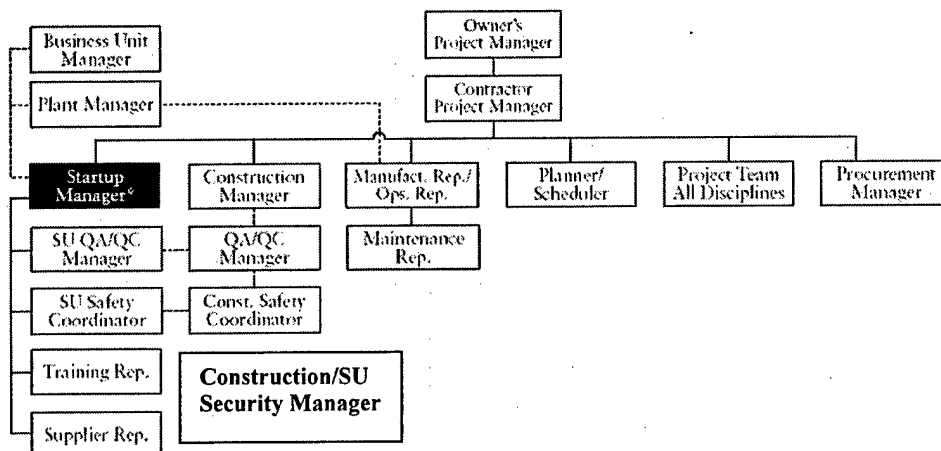 Business Unit
Manager
Owner's
Project Manager
Plant Manager
Contractor
Project Manager
Startup
Manager*
Construction
Manager
Manufact. Rep./
Ops. Rep.
Planner/
Scheduler
Project Team
All Disciplines
Procurement
Manager
SU QA/QC
Manager
QA/QC
Manager
Maintenance
Rep.
SU Safety
Coordinator
Const. Safety
Coordinator
Training Rep.
Construction/SU
Security Manager
Supplier Rep.